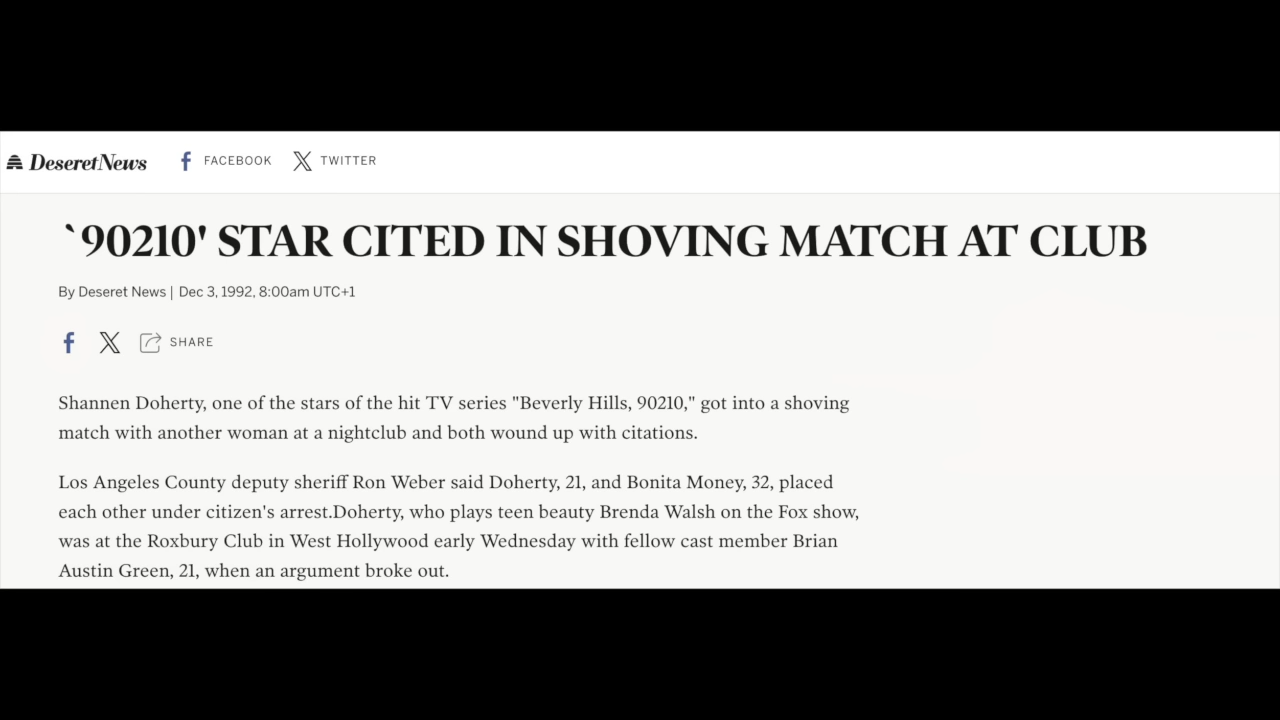 DeseretNews FACEBOOK TWITTER
`90210' STAR CITED IN SHOVING MATCH AT CLUB
By Deseret News | Dec 3, 1992, 8:00am UTC+1
SHARE
Shannen Doherty, one of the stars of the hit TV series "Beverly Hills, 90210," got into a shoving
match with another woman at a nightclub and both wound up with citations.
Los Angeles County deputy sheriff Ron Weber said Doherty, 21, and Bonita Money, 32, placed
each other under citizen's arrest.Doherty, who plays teen beauty Brenda Walsh on the Fox show,
was at the Roxbury Club in West Hollywood early Wednesday with fellow cast member Brian
Austin Green, 21, when an argument broke out.